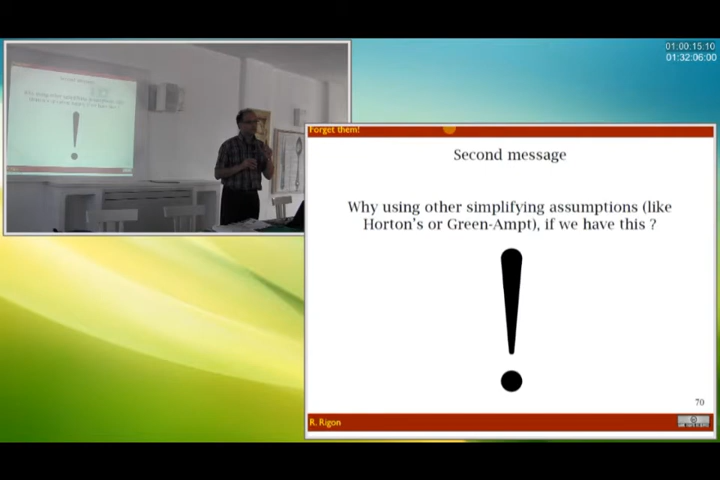 01:00:15:10
01:32:06:00
Forget them!
Second message
Why using other simplifying assumptions (like
Horton's or Green-Ampt), if we have this ?
!
70
R. Rigon